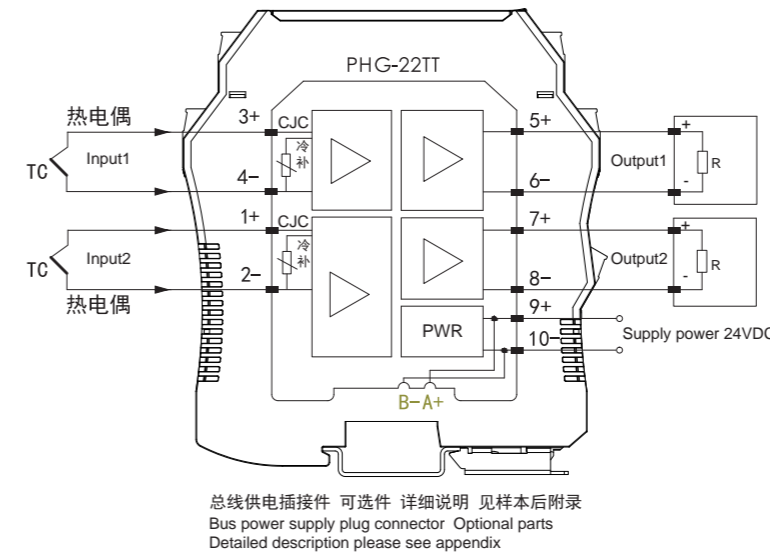 PHG-22TT
热电偶
3+
CJC
冷补
5+
+
TC
Input1
Output1
R
4-
6-
-
1+
CJC
冷补
7+
+
TC
Input2
Output2
R
2-
8-
-
热电偶
9+
PWR
10-
Supply power 24VDC
B-A+
总线供电插接件 可选件 详细说明 见样本后附录
Bus power supply plug connector Optional parts
Detailed description please see appendix